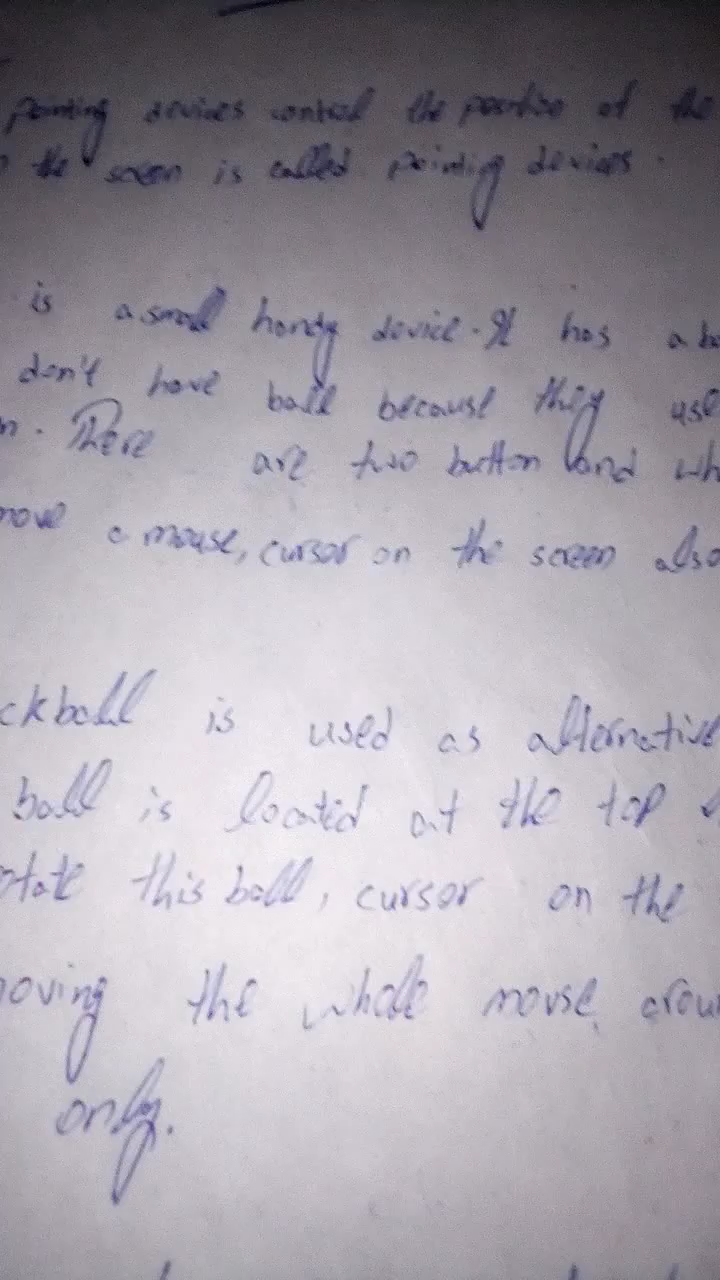 pointing devices control the position of the
the screen is called pointing devices.
is a small handy device. It has a
don't have ball because they use
There are two button and
move a mouse, cursor on the screen also
ckball is used as alternative
ball is located at the top
otate this ball, cursor on the
moving the whole mouse
only.